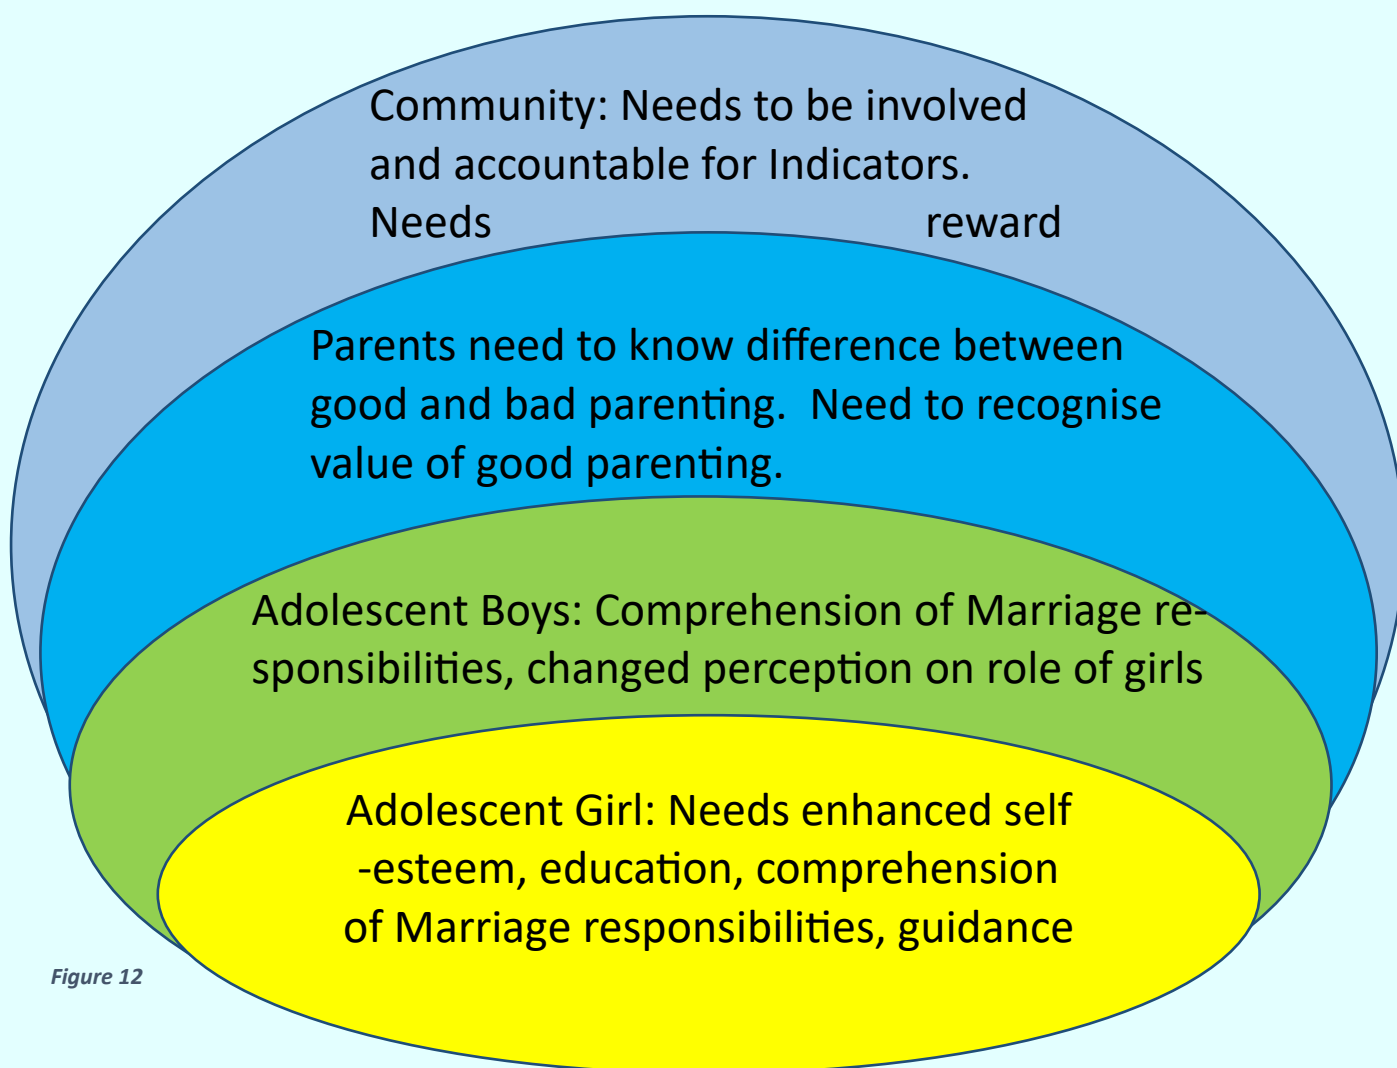 Community: Needs to be involved
and accountable for Indicators.
Needs reward
Parents need to know difference between
good and bad parenting.  Need to recognise
value of good parenting.
Adolescent Boys: Comprehension of Marriage re-
sponsibilities, changed perception on role of girls
Adolescent Girl: Needs enhanced self
-esteem, education, comprehension
of Marriage responsibilities, guidance
Figure 12